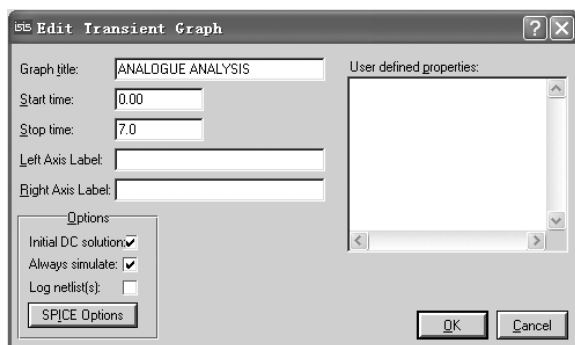 isis Edit Transient Graph
Graph title: ANALOGUE ANALYSIS
Start time: 0.00
Stop time: 7.0
Left Axis Label:
Right Axis Label:
Options
Initial DC solution:
Always simulate:
Log netlist(s):
SPICE Options
User defined properties:
OK
Cancel